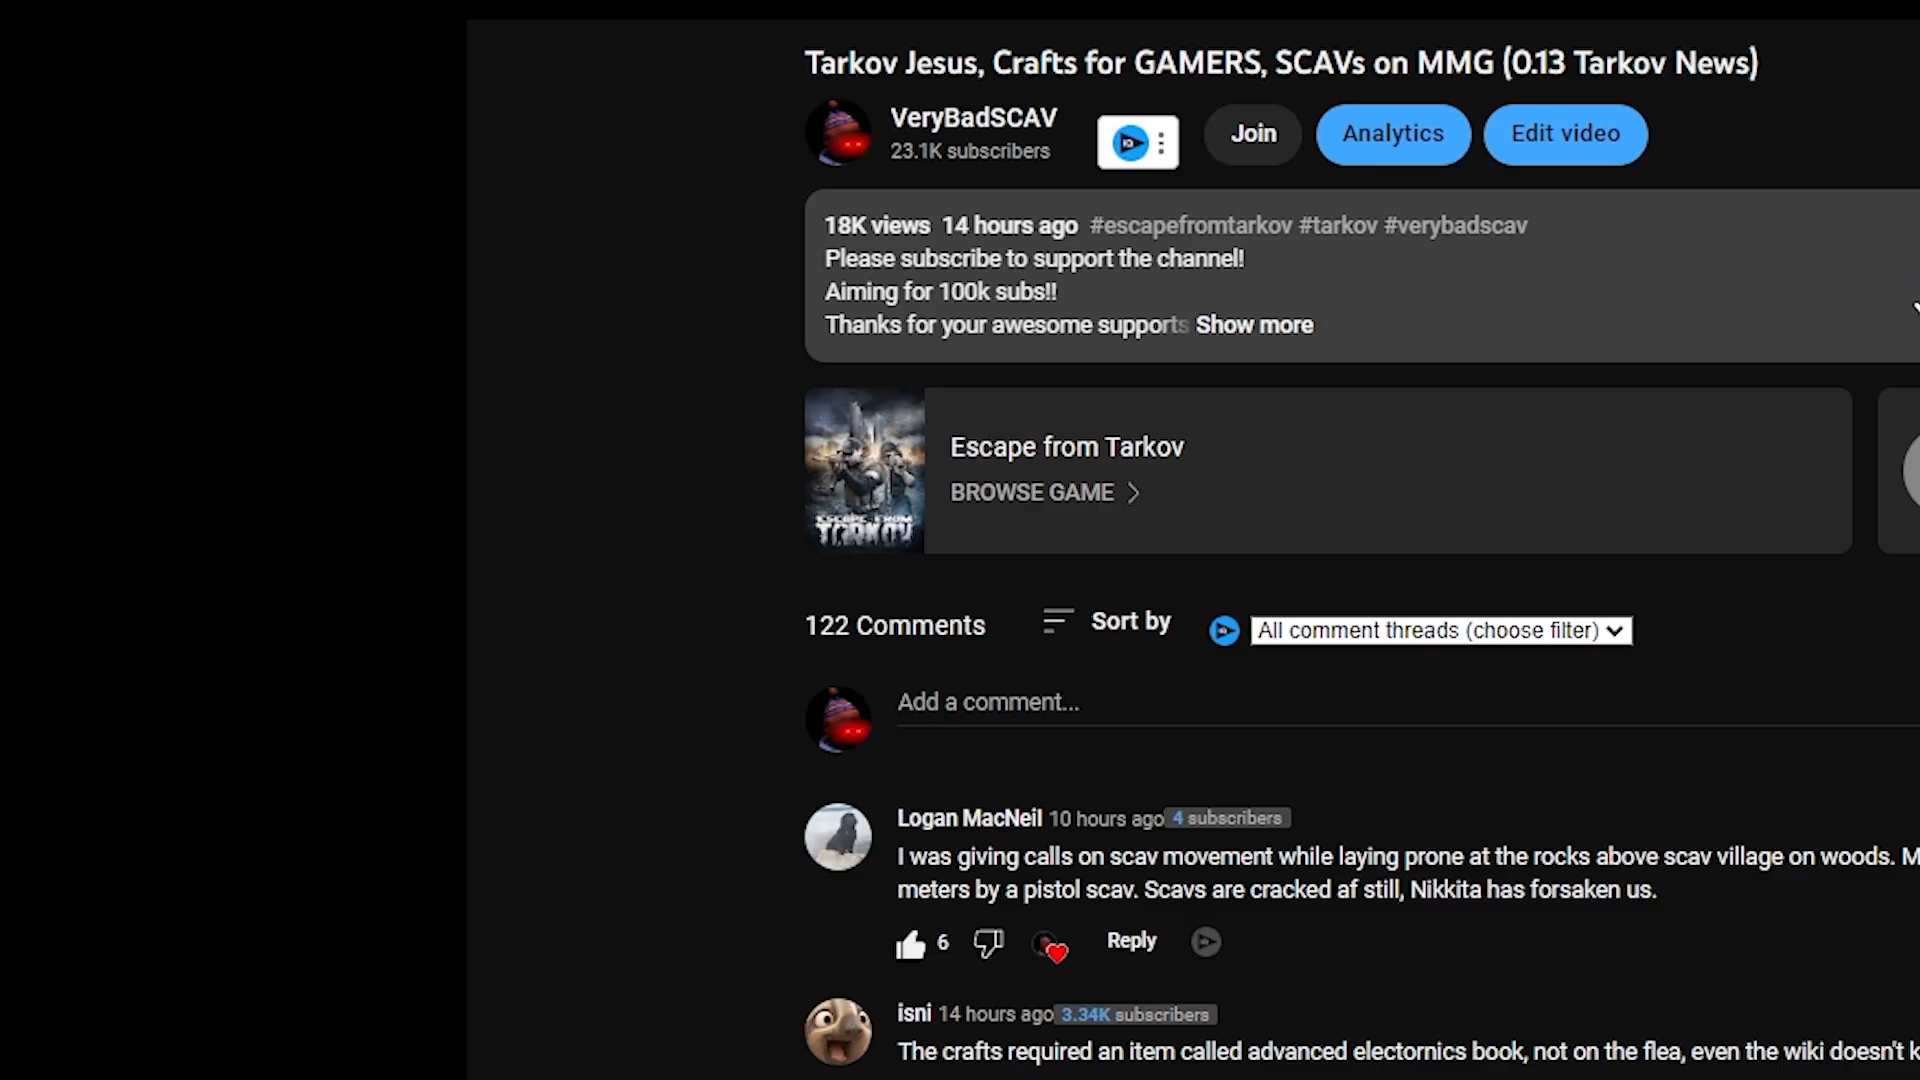 Tarkov Jesus, Crafts for GAMERS, SCAVs on MMG (0.13 Tarkov News)
VeryBadSCAV
23.1K subscribers
Join
Analytics
Edit video
18K views 14 hours ago #escapefromtarkov #tarkov #verybadscav
Please subscribe to support the channel!
Aiming for 100k subs!!
Thanks for your awesome supports Show more
ESCAPE FROM
TARKOV
Escape from Tarkov
BROWSE GAME
122 Comments
Sort by
All comment threads (choose filter)
Add a comment...
Logan MacNeil 10 hours ago 4 subscribers
I was giving calls on scav movement while laying prone at the rocks above scav village on woods.
meters by a pistol scav. Scavs are cracked af still, Nikkita has forsaken us.
6
Reply
isni 14 hours ago 3.34K subscribers
The crafts required an item called advanced electornics book, not on the flea, even the wiki doesn't